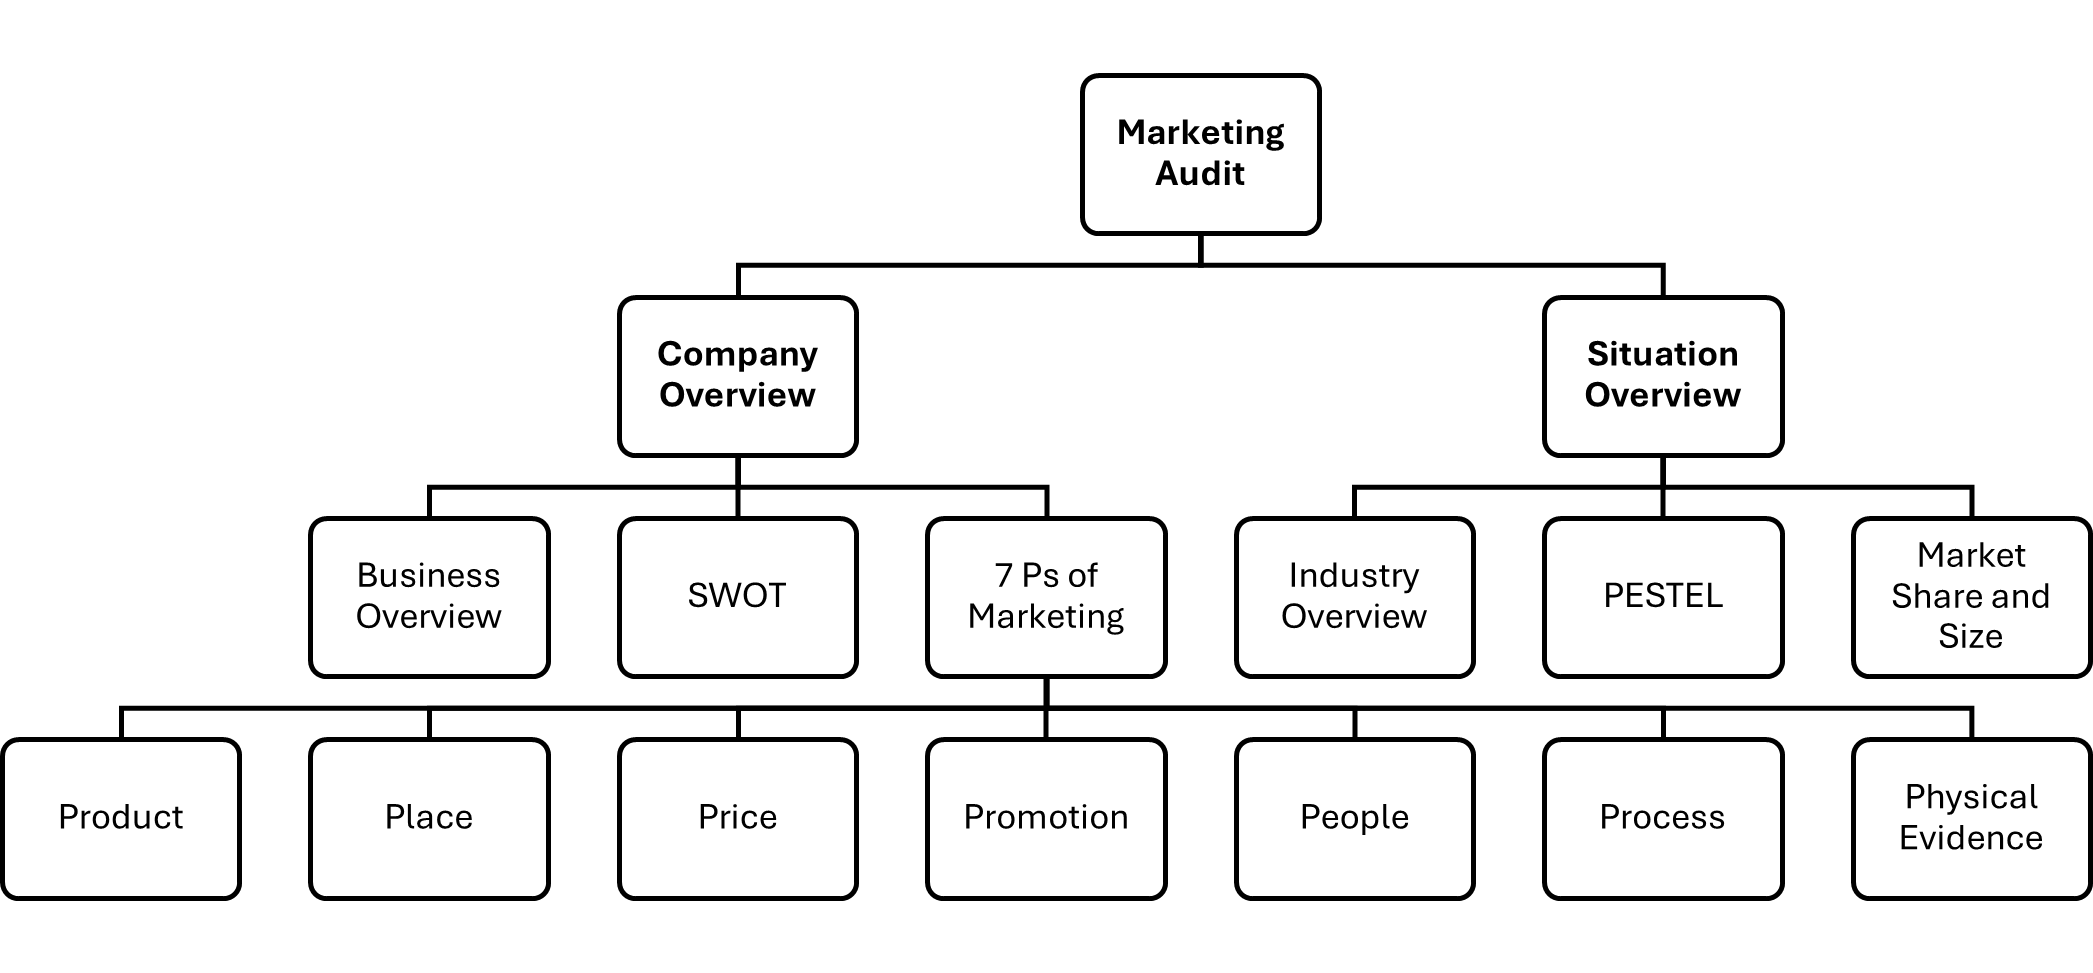 Marketing
Audit
Company
Overview
Situation
Overview
Business
Overview
SWOT
7 Ps of
Marketing
Industry
Overview
PESTEL
Market
Share and
Size
Product
Place
Price
Promotion
People
Process
Physical
Evidence